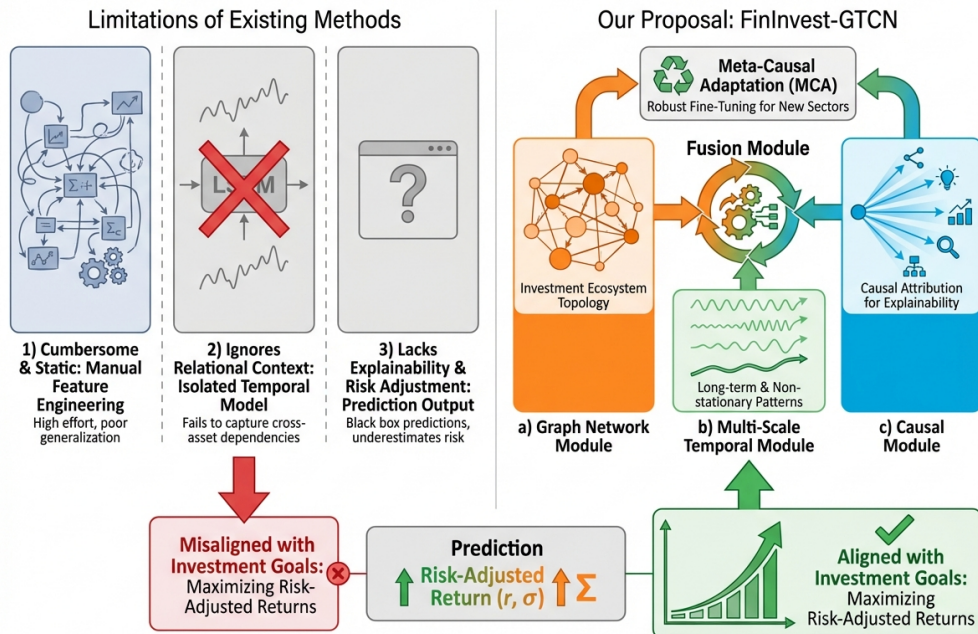 Limitations of Existing Methods
Σ +
=
Σc
1) Cumbersome
& Static: Manual
Feature
Engineering
High effort, poor
generalization
2) Ignores
Relational Context:
Isolated Temporal
Model
Fails to capture cross-
asset dependencies
?
3) Lacks
Explainability &
Risk Adjustment:
Prediction Output
Black box predictions,
underestimates risk
Misaligned with
Investment Goals:
Maximizing Risk-
Adjusted Returns
Prediction
Risk-Adjusted
Return (r, σ)
Σ
Our Proposal: FinInvest-GTCN
Meta-Causal
Adaptation (MCA)
Robust Fine-Tuning for New Sectors
Fusion Module
Investment Ecosystem
Topology
a) Graph Network
Module
Long-term & Non-
stationary Patterns
b) Multi-Scale
Temporal Module
Causal Attribution
for Explainability
c) Causal
Module
Aligned with
Investment Goals:
Maximizing
Risk-Adjusted Returns